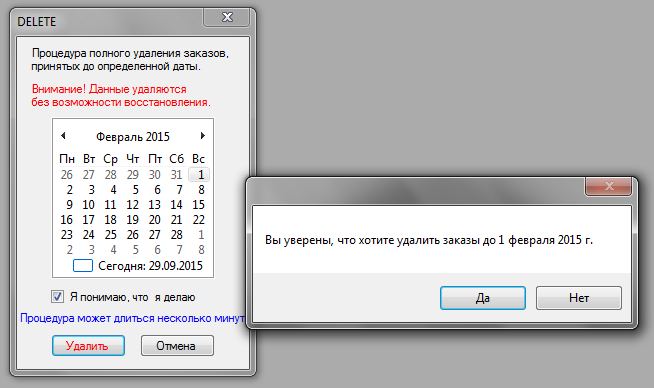 DELETE
Процедура полного удаления заказов,
принятых до определенной даты.
Внимание! Данные удаляются
без возможности восстановления.
Февраль 2015
Пн Вт Ср Чт Пт Сб Вс
26 27 28 29 30 31 1
2 3 4 5 6 7 8
9 10 11 12 13 14 15
16 17 18 19 20 21 22
23 24 25 26 27 28 1
2 3 4 5 6 7 8
Сегодня: 29.09.2015
Я понимаю, что я делаю
Процедура может длиться несколько минут
Удалить Отмена
Вы уверены, что хотите удалить заказы до 1 февраля 2015 г.
Да Нет